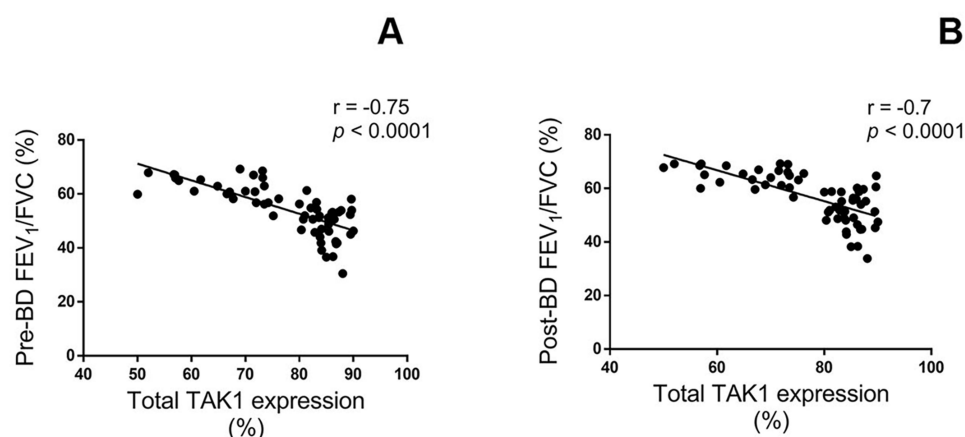 A
r = -0.75
p < 0.0001
Pre-BD FEV1/FVC (%)
80
60
40
20
0
40 50 60 70 80 90 100
Total TAK1 expression
(%)
B
r = -0.7
p < 0.0001
Post-BD FEV1/FVC (%)
80
60
40
20
0
40 60 80 100
Total TAK1 expression
(%)